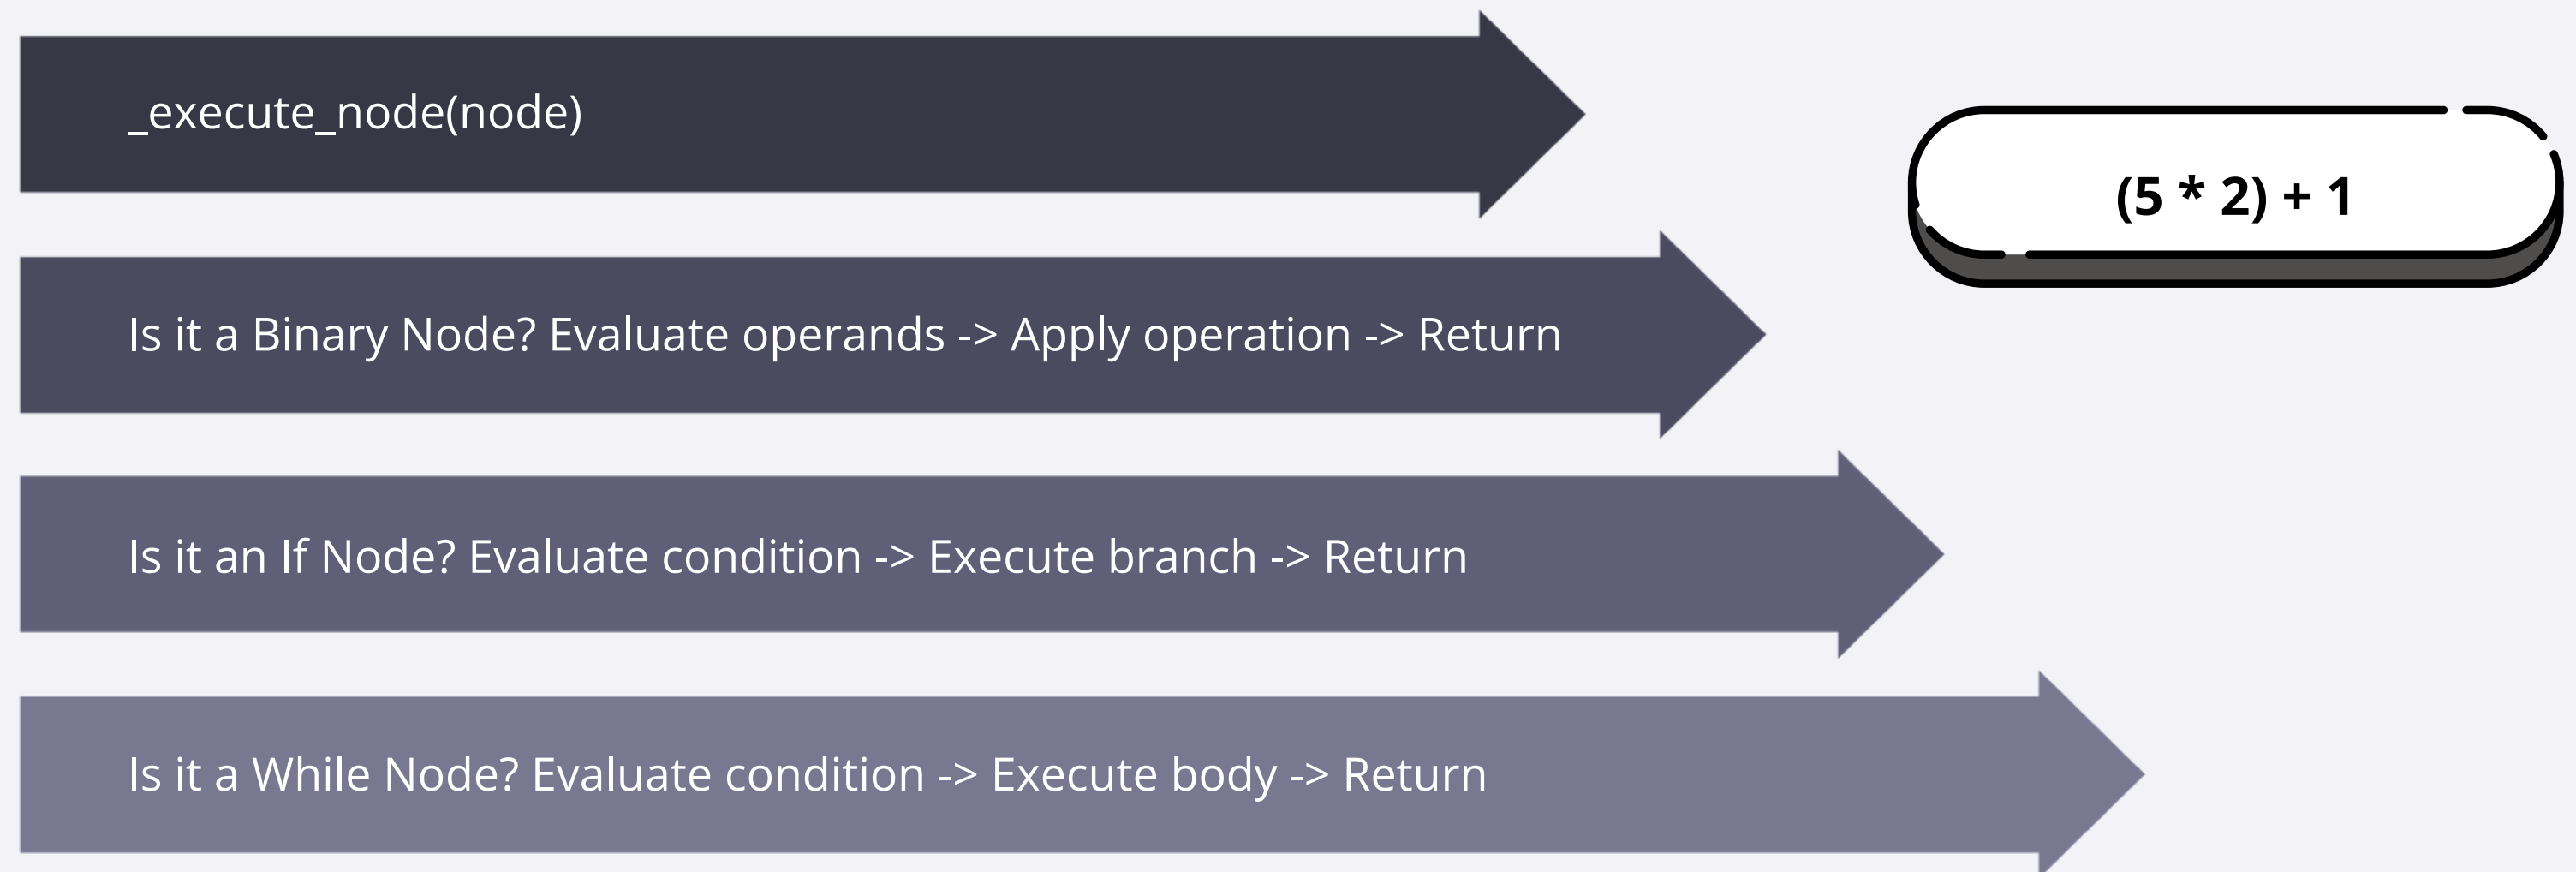 _execute_node(node)
(5 * 2) + 1
Is it a Binary Node? Evaluate operands -> Apply operation -> Return
Is it an If Node? Evaluate condition -> Execute branch -> Return
Is it a While Node? Evaluate condition -> Execute body -> Return